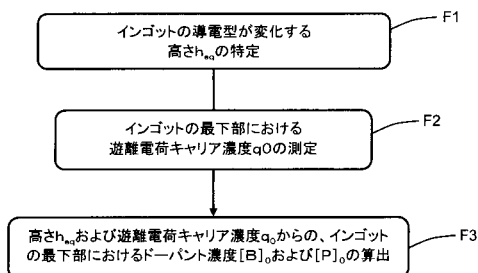 インゴットの導電型が変化する
高さheqの特定
F1
インゴットの最下部における
遊離電荷キャリア濃度q0の測定
F2
高さheqおよび遊離電荷キャリア濃度q0からの、インゴット
の最下部におけるドーパント濃度[B]0および[P]0の算出
F3